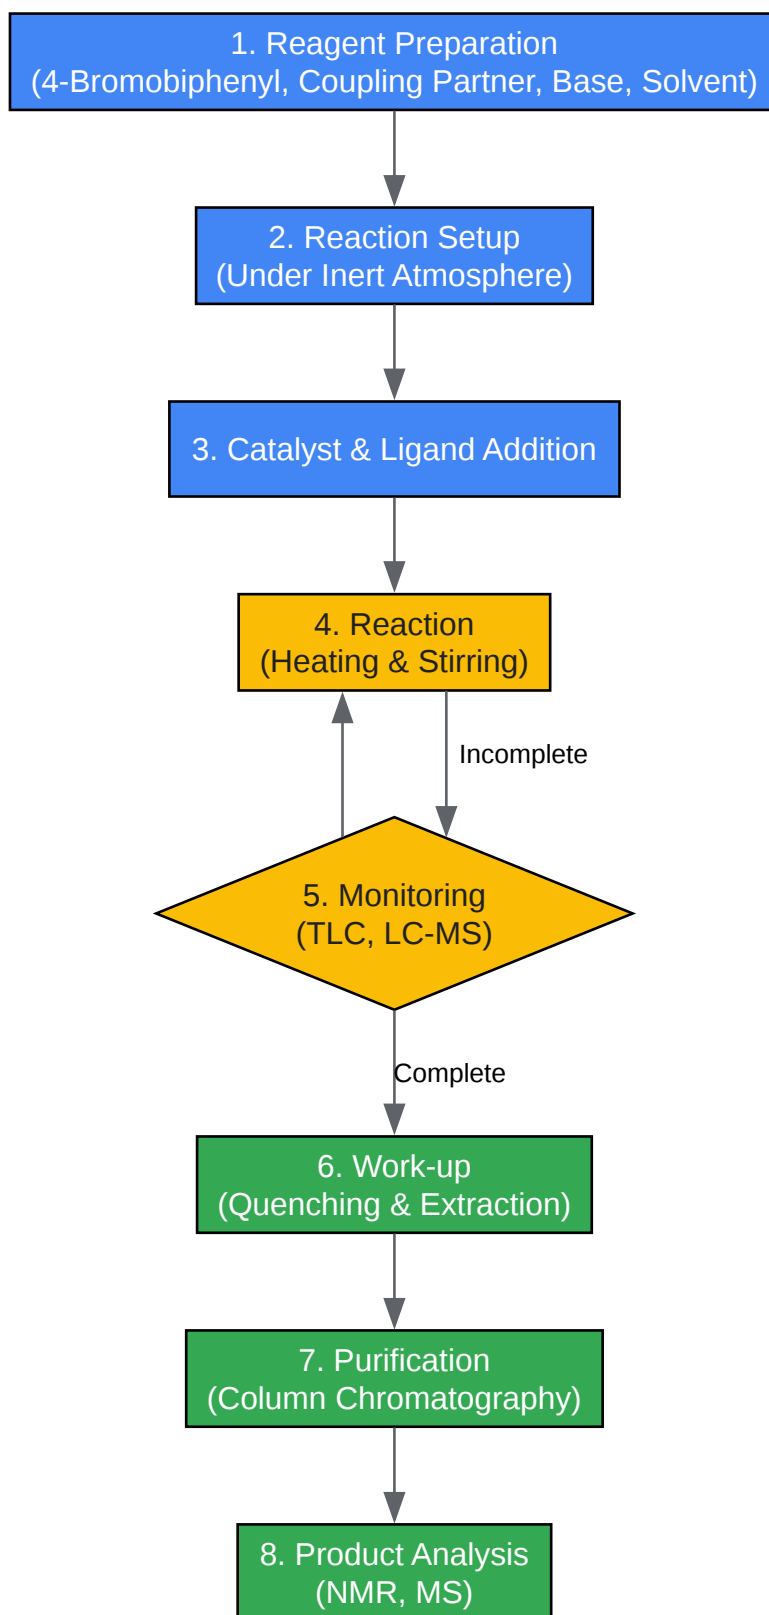 1. Reagent Preparation
(4-Bromobiphenyl, Coupling Partner, Base, Solvent)
2. Reaction Setup
(Under Inert Atmosphere)
3. Catalyst & Ligand Addition
4. Reaction
(Heating & Stirring)
Incomplete
5. Monitoring
(TLC, LC-MS)
Complete
6. Work-up
(Quenching & Extraction)
7. Purification
(Column Chromatography)
8. Product Analysis
(NMR, MS)